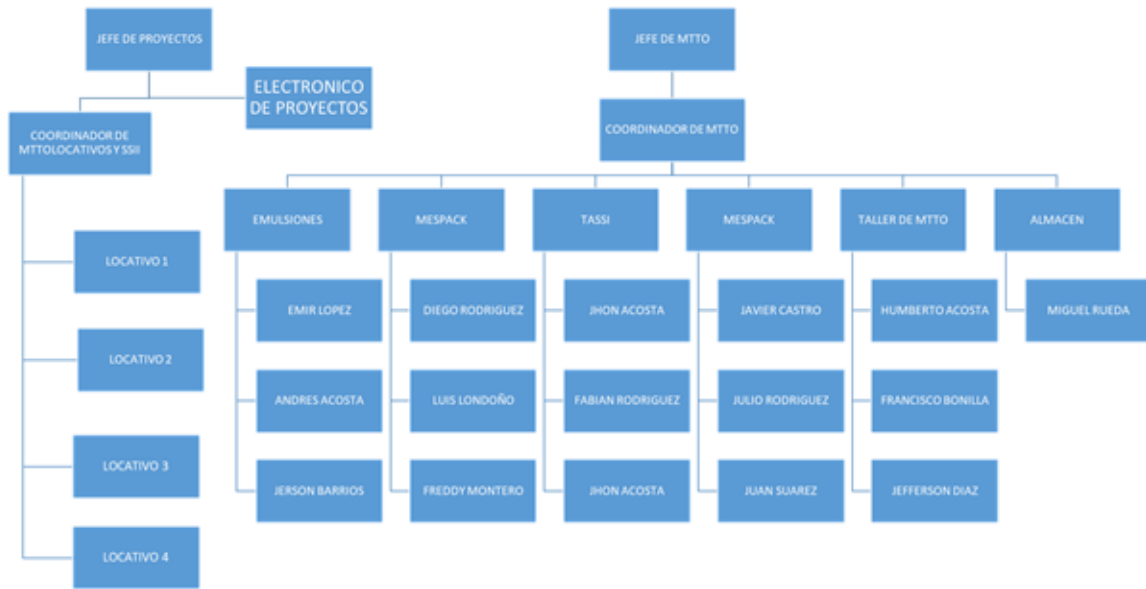 JEFE DE PROYECTOS
ELECTRONICO
DE PROYECTOS
COORDINADOR DE
MTTOLOCATIVOS Y SSII
LOCATIVO 1
LOCATIVO 2
LOCATIVO 3
LOCATIVO 4
JEFE DE MTTO
COORDINADOR DE MTTO
EMULSIONES
EMIR LOPEZ
ANDRES ACOSTA
JERSON BARRIOS
MESPACK
DIEGO RODRIGUEZ
LUIS LONDOÑO
FREDDY MONTERO
TASSI
JHON ACOSTA
FABIAN RODRIGUEZ
JHON ACOSTA
MESPACK
JAVIER CASTRO
JULIO RODRIGUEZ
JUAN SUAREZ
TALLER DE MTTO
HUMBERTO ACOSTA
FRANCISCO BONILLA
JEFFERSON DIAZ
ALMACEN
MIGUEL RUEDA